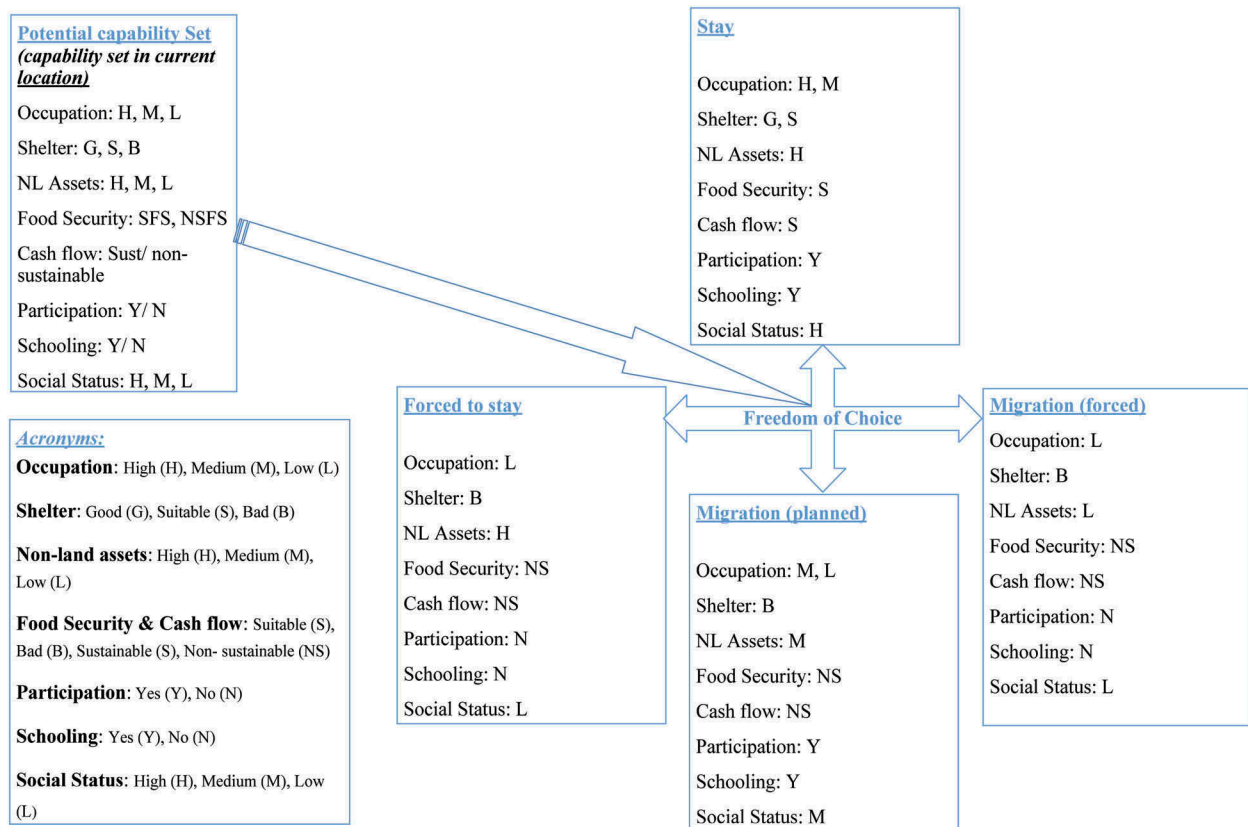 Potential capability Set
(capability set in current
location)
Occupation: H, M, L
Shelter: G, S, B
NL Assets: H, M, L
Food Security: SFS, NSFS
Cash flow: Sust/ non-
sustainable
Participation: Y/ N
Schooling: Y/ N
Social Status: H, M, L
Stay
Occupation: H, M
Shelter: G, S
NL Assets: H
Food Security: S
Cash flow: S
Participation: Y
Schooling: Y
Social Status: H
Freedom of Choice
Forced to stay
Occupation: L
Shelter: B
NL Assets: H
Food Security: NS
Cash flow: NS
Participation: N
Schooling: N
Social Status: L
Migration (planned)
Occupation: M, L
Shelter: B
NL Assets: M
Food Security: NS
Cash flow: NS
Participation: Y
Schooling: Y
Social Status: M
Migration (forced)
Occupation: L
Shelter: B
NL Assets: L
Food Security: NS
Cash flow: NS
Participation: N
Schooling: N
Social Status: L
Acronyms:
Occupation: High (H), Medium (M), Low (L)
Shelter: Good (G), Suitable (S), Bad (B)
Non-land assets: High (H), Medium (M),
Low (L)
Food Security & Cash flow: Suitable (S),
Bad (B), Sustainable (S), Non- sustainable (NS)
Participation: Yes (Y), No (N)
Schooling: Yes (Y), No (N)
Social Status: High (H), Medium (M), Low
(L)